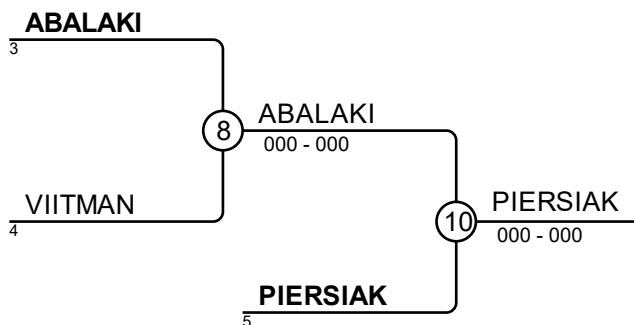 ABALAKI
3
8
ABALAKI
000 - 000
VIITMAN
4
10
PIERSIAK
000 - 000
PIERSIAK
5